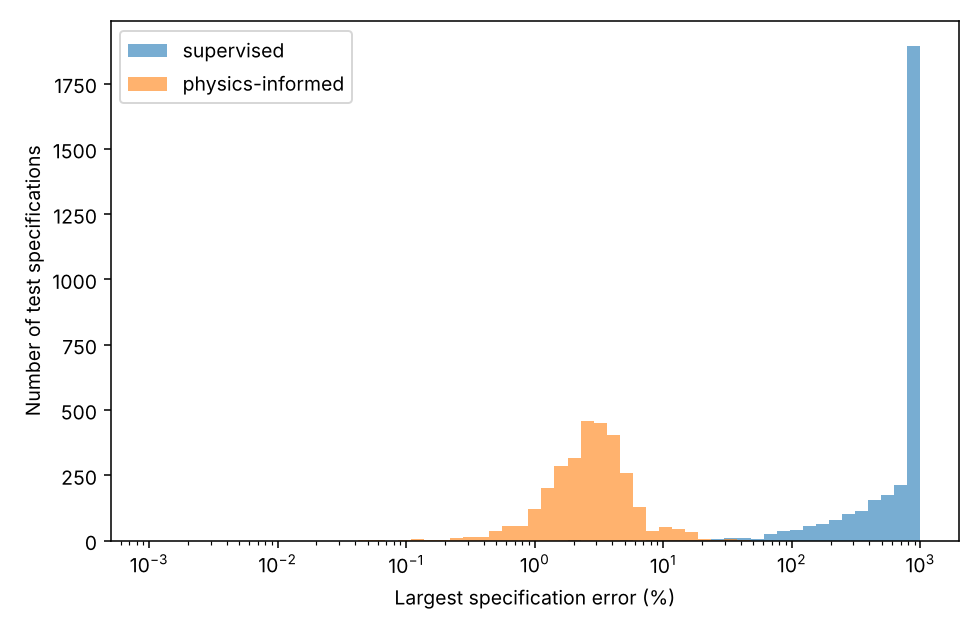 supervised
physics-informed
1750
1500
1250
1000
750
500
250
0
Number of test specifications
10⁻³ 10⁻² 10⁻¹ 10⁰ 10¹ 10² 10³
Largest specification error (%)